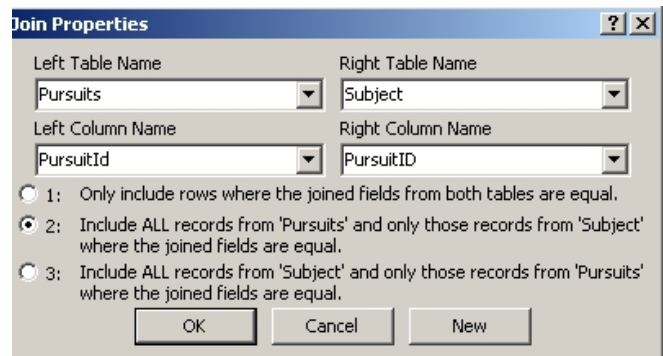 Join Properties
Left Table Name Right Table Name
Pursuits Subject
Left Column Name Right Column Name
PursuitId PursuitID
1: Only include rows where the joined fields from both tables are equal.
2: Include ALL records from 'Pursuits' and only those records from 'Subject'
where the joined fields are equal.
3: Include ALL records from 'Subject' and only those records from 'Pursuits'
where the joined fields are equal.
OK Cancel New